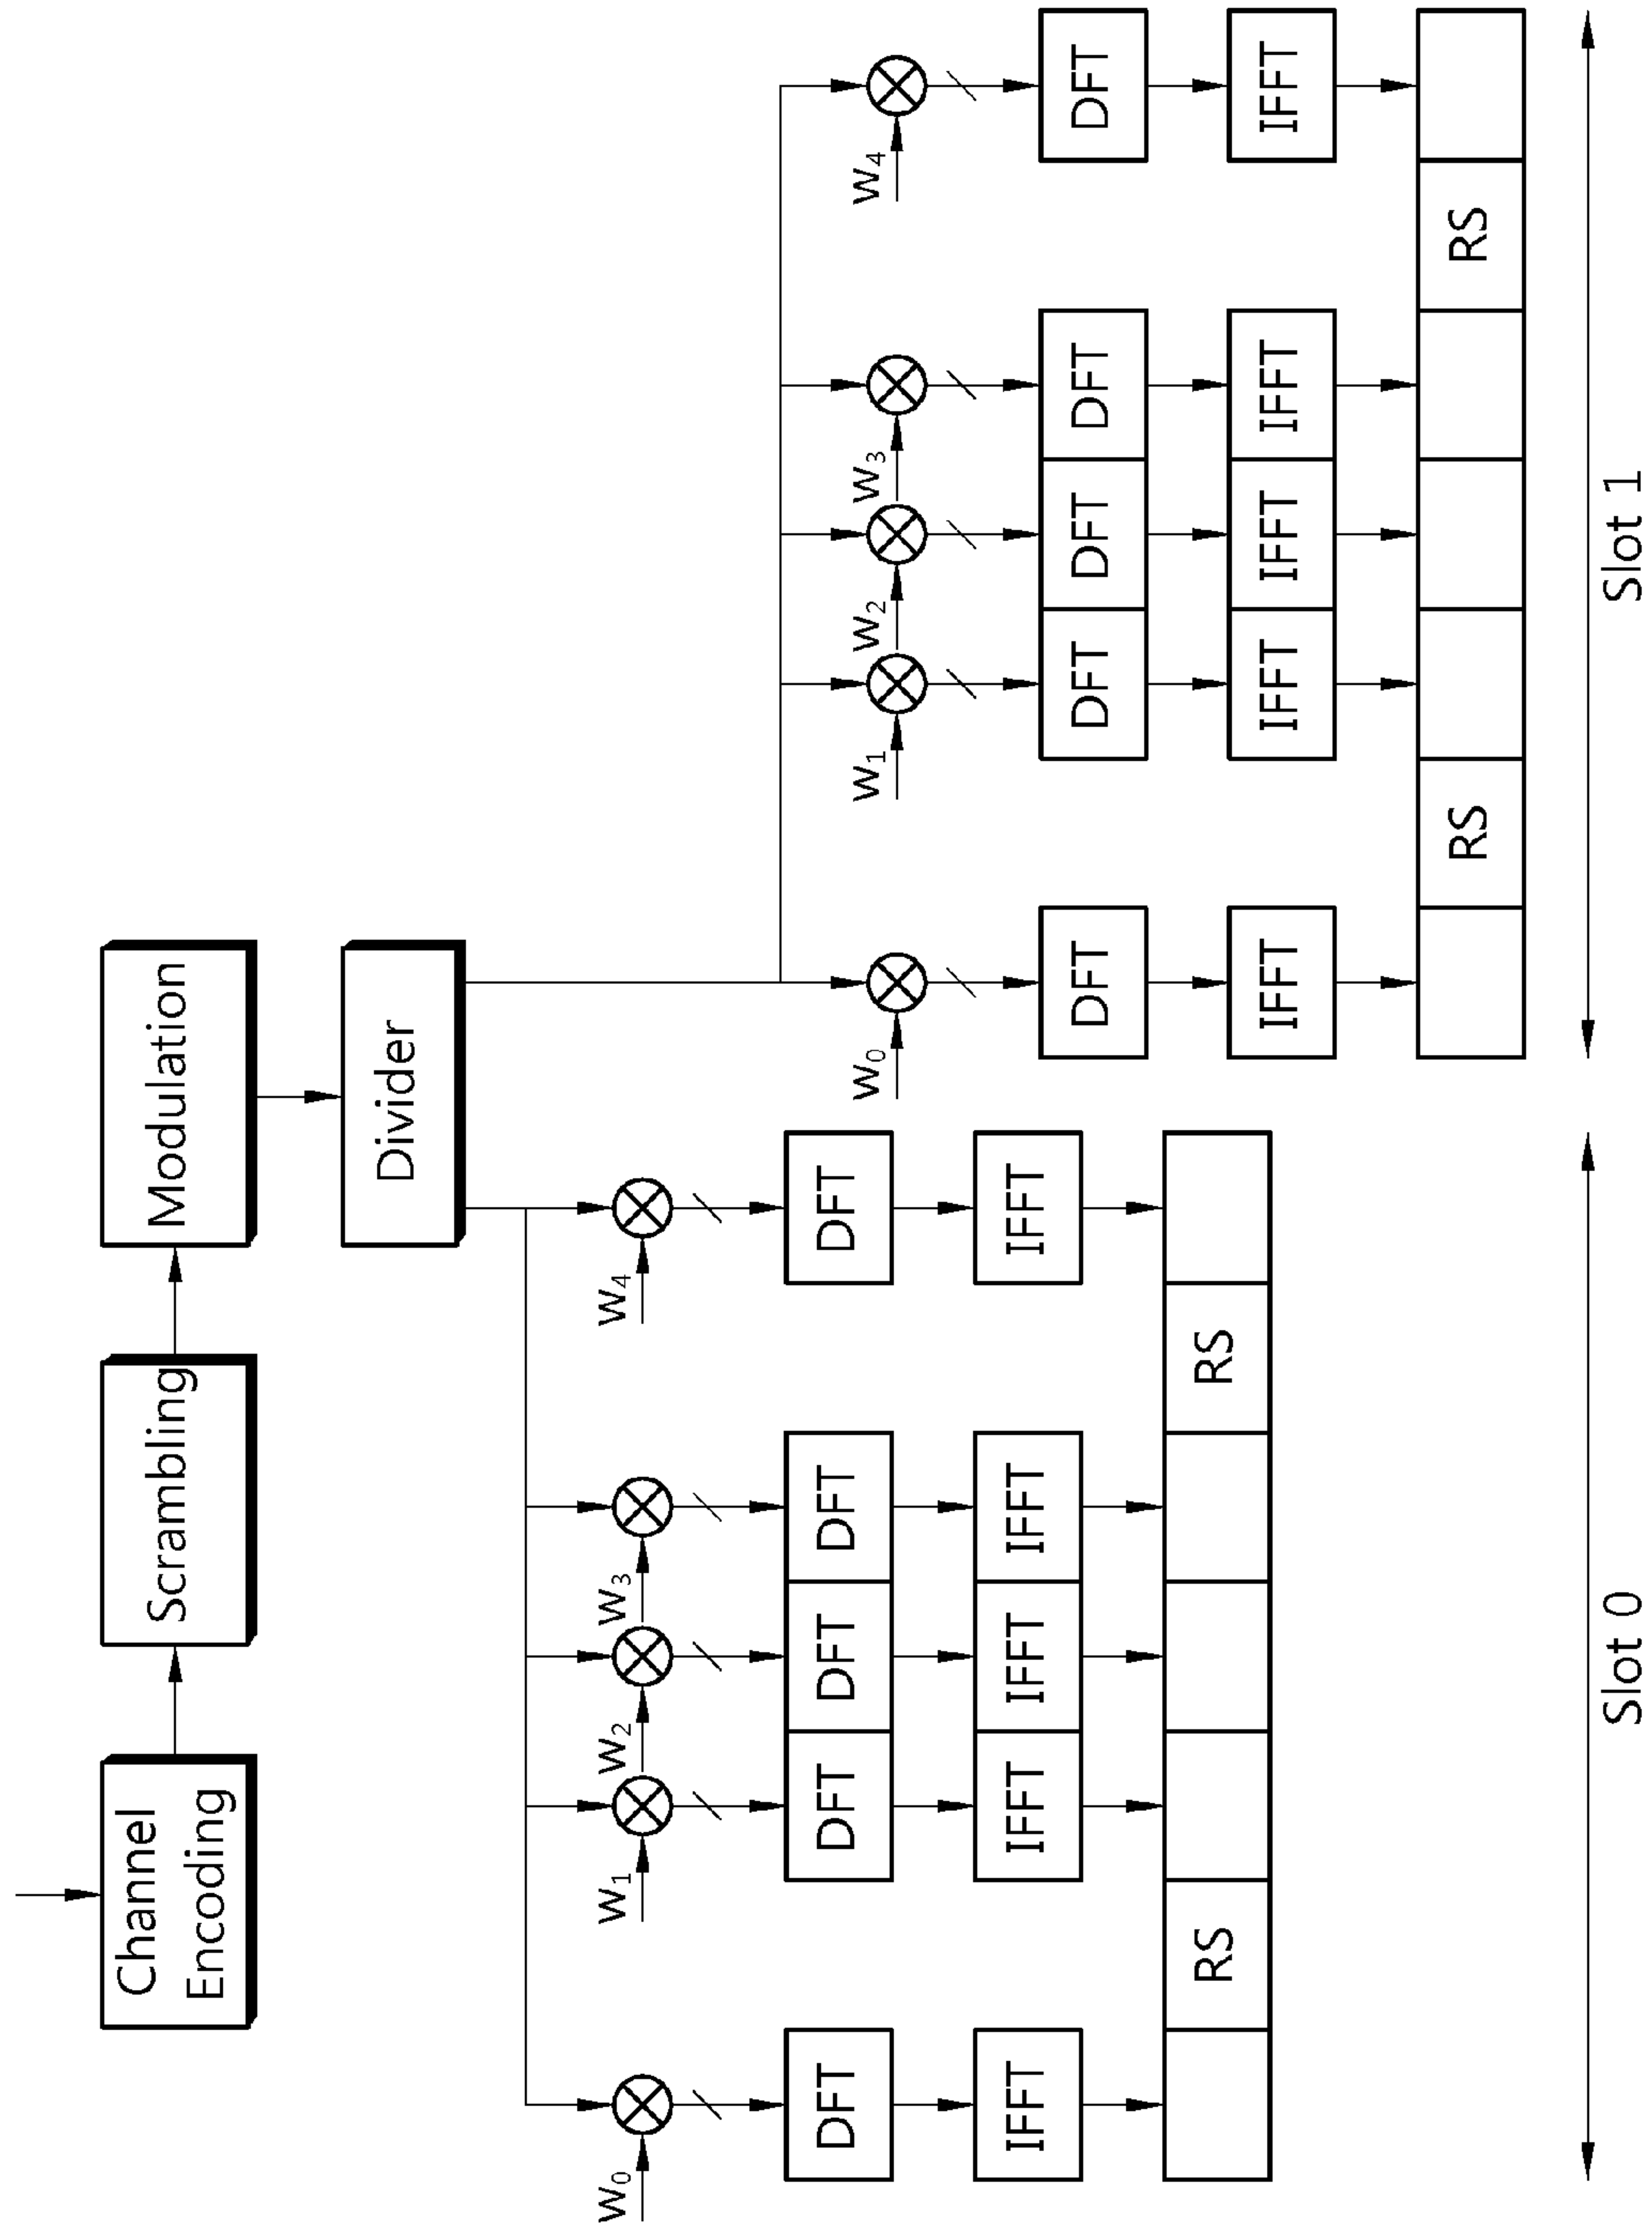 Channel
Encoding
Scrambling
Modulation
Divider
W0
W1
W2
W3
W4
DFT
DFT
DFT
DFT
DFT
IFFT
IFFT
IFFT
IFFT
IFFT
RS
RS
Slot 0
W0
W1
W2
W3
W4
DFT
DFT
DFT
DFT
DFT
IFFT
IFFT
IFFT
IFFT
IFFT
RS
RS
Slot 1